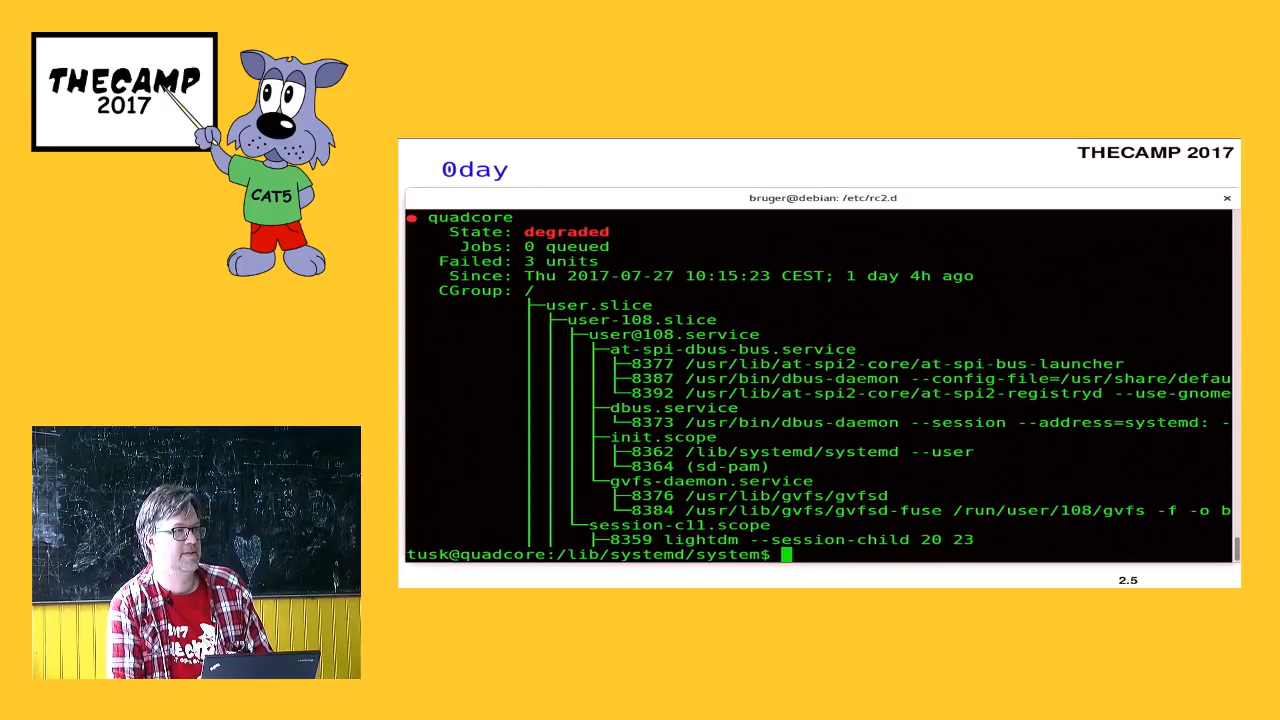 THECAMP
2017
CAT5
THECAMP 2017
0day
bruger@debian: /etc/rc2.d
×
● quadcore
State: degraded
Jobs: 0 queued
Failed: 3 units
Since: Thu 2017-07-27 10:15:23 CEST; 1 day 4h ago
CGroup: /
├─user.slice
│ ├─user-108.slice
│ │ ├─user@108.service
│ │ │ ├─at-spi-dbus-bus.service
│ │ │ │ ├─8377 /usr/lib/at-spi2-core/at-spi-bus-launcher
│ │ │ │ ├─8387 /usr/bin/dbus-daemon --config-file=/usr/share/defau
│ │ │ │ └─8392 /usr/lib/at-spi2-core/at-spi2-registryd --use-gnome
│ │ │ ├─dbus.service
│ │ │ │ └─8373 /usr/bin/dbus-daemon --session --address=systemd: -
│ │ │ ├─init.scope
│ │ │ │ ├─8362 /lib/systemd/systemd --user
│ │ │ │ └─8364 (sd-pam)
│ │ │ └─gvfs-daemon.service
│ │ │ ├─8376 /usr/lib/gvfs/gvfsd
│ │ │ └─8384 /usr/lib/gvfs/gvfsd-fuse /run/user/108/gvfs -f -o b
│ │ └─session-c11.scope
│ │ ├─8359 lightdm --session-child 20 23
tusk@quadcore:/lib/systemd/system$
2.5
2017